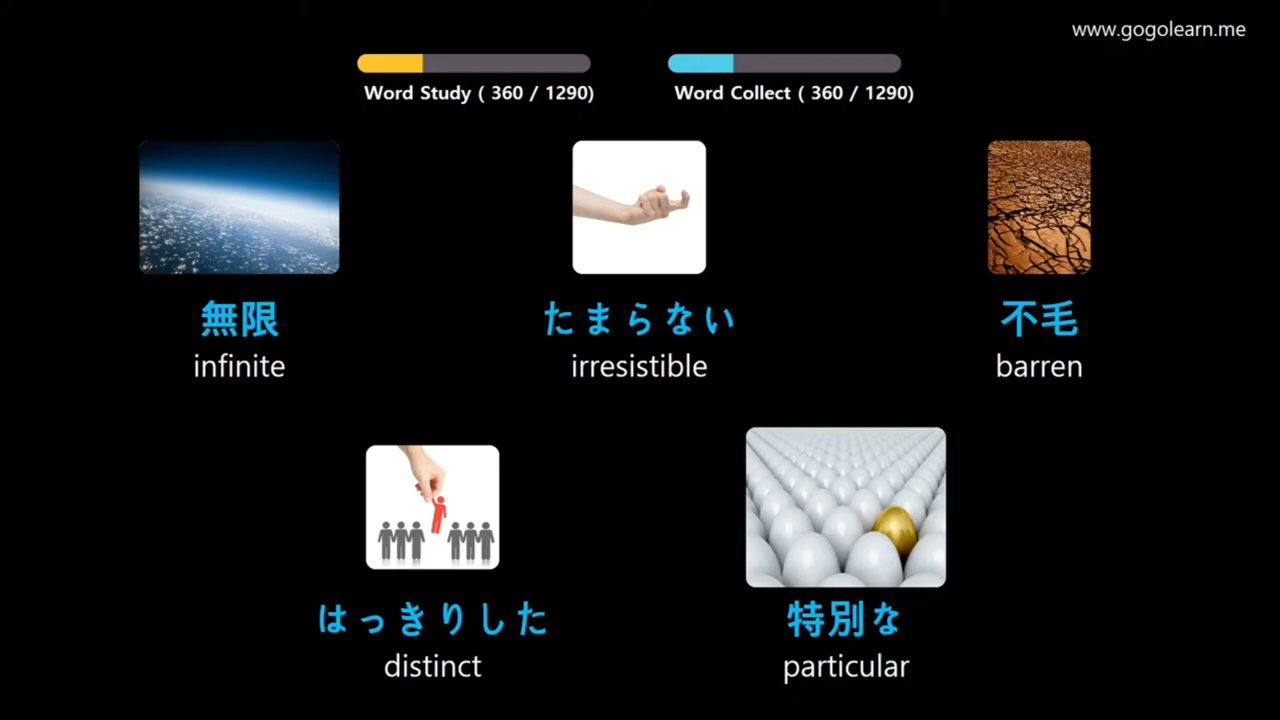 www.gogolearn.me
Word Study ( 360 / 1290)
Word Collect ( 360 / 1290)
無限
infinite
たまらない
irresistible
不毛
barren
はっきりした
distinct
特別な
particular